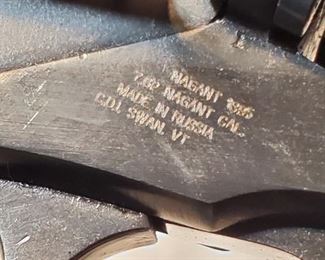 NAGANT 1895
7.62 NAGANT CAL.
MADE IN RUSSIA
C.D.I. SWAN, VT